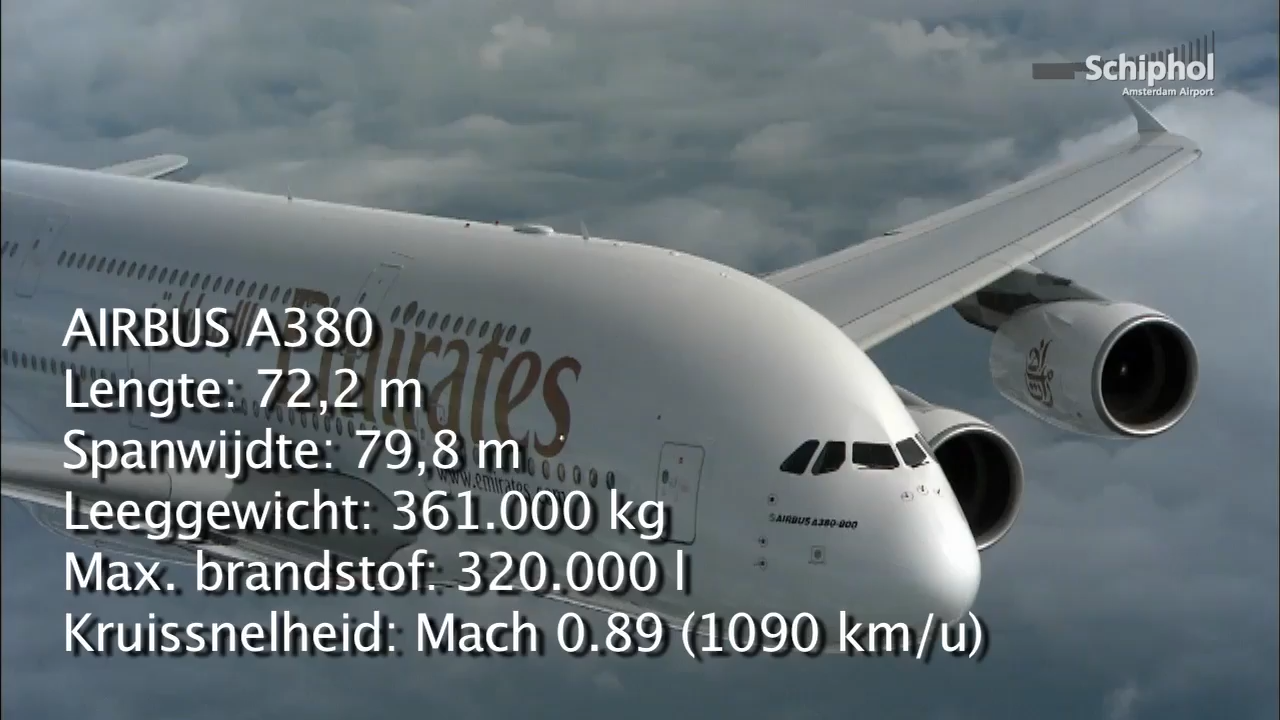 Schiphol
Amsterdam Airport
Emirates
AIRBUS A380
Lengte: 72,2 m
Spanwijdte: 79,8 m
www.emirates.com
Leeggewicht: 361.000 kg
AIRBUS A380-800
Max. brandstof: 320.000 l
Kruissnelheid: Mach 0.89 (1090 km/u)